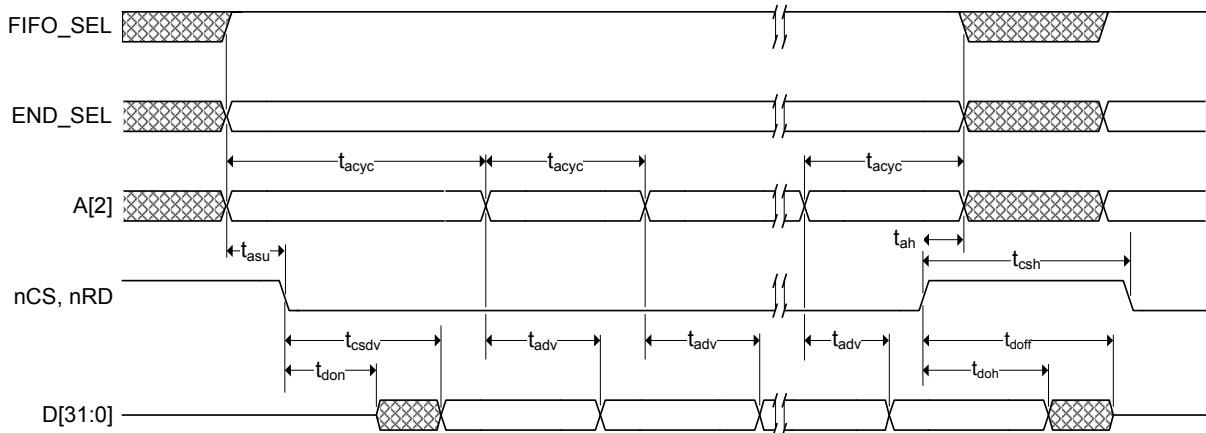 FIFO_SEL
END_SEL
tacyc tacyc tacyc
A[2]
tasu tah
tcsh
nCS, nRD
tcsdv tadv tadv tadv tdoff
tdon tdoh
D[31:0]